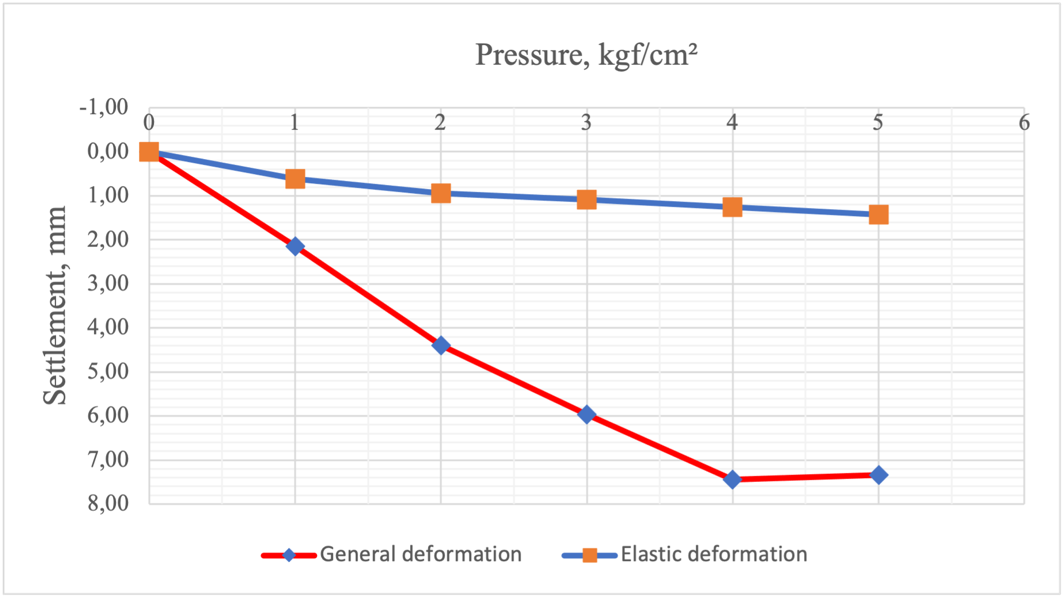 Pressure, kgf/cm²
-1,00
0 1 2 3 4 5 6
0,00
1,00
2,00
3,00
4,00
5,00
6,00
7,00
8,00
Settlement, mm
General deformation Elastic deformation